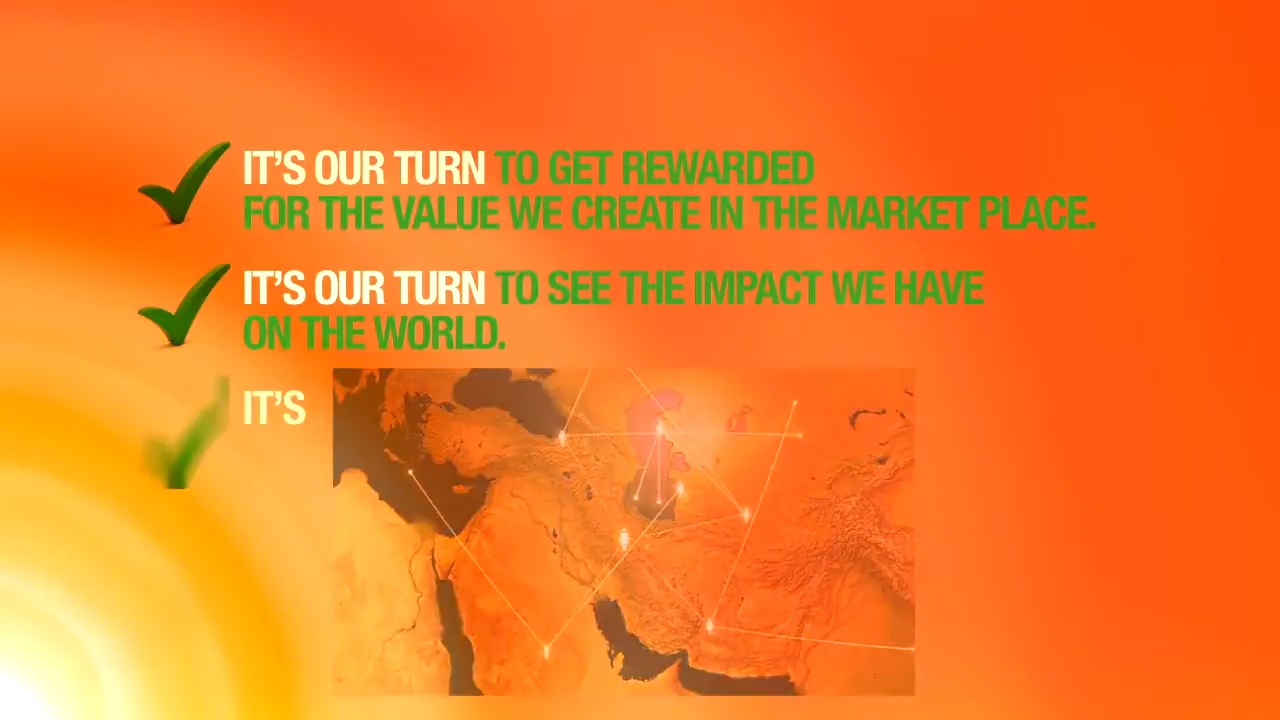 IT'S OUR TURN TO GET REWARDED
FOR THE VALUE WE CREATE IN THE MARKET PLACE.
IT'S OUR TURN TO SEE THE IMPACT WE HAVE
ON THE WORLD.
IT'S